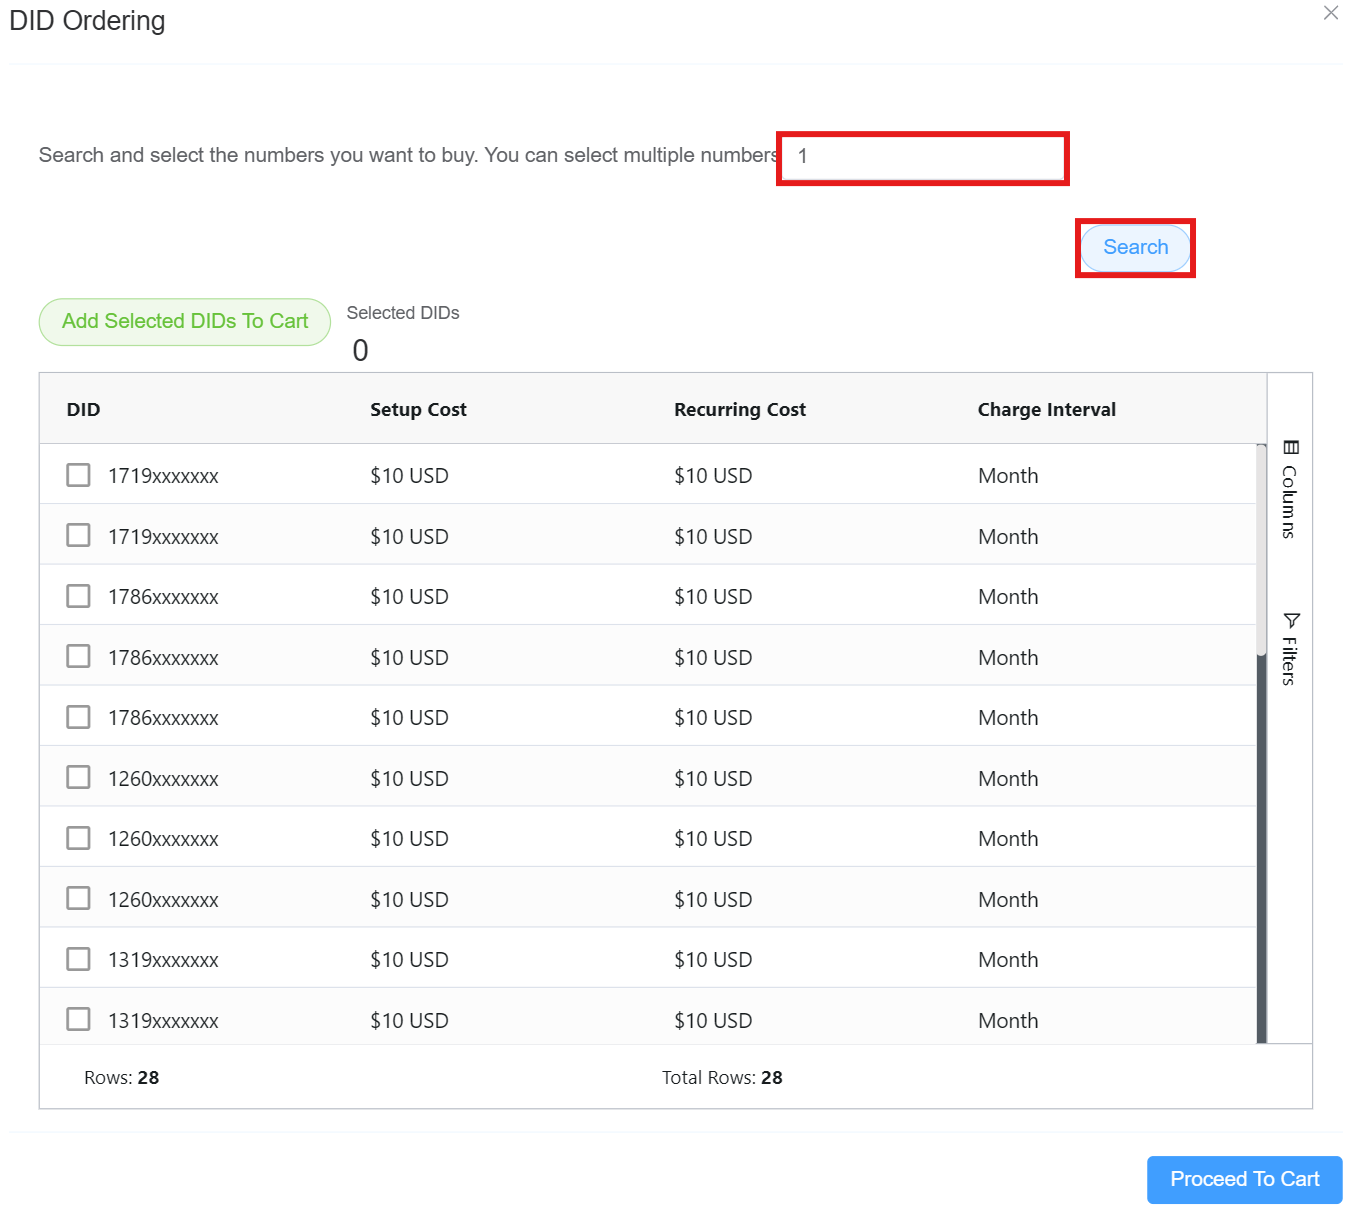 DID Ordering
Search and select the numbers you want to buy. You can select multiple numbers 1
Search
Add Selected DIDs To Cart
Selected DIDs
0
DID Setup Cost Recurring Cost Charge Interval
1719xxxxxxx $10 USD $10 USD Month
1719xxxxxxx $10 USD $10 USD Month
1786xxxxxxx $10 USD $10 USD Month
1786xxxxxxx $10 USD $10 USD Month
1786xxxxxxx $10 USD $10 USD Month
1260xxxxxxx $10 USD $10 USD Month
1260xxxxxxx $10 USD $10 USD Month
1260xxxxxxx $10 USD $10 USD Month
1319xxxxxxx $10 USD $10 USD Month
1319xxxxxxx $10 USD $10 USD Month
Columns
Filters
Rows: 28 Total Rows: 28
Proceed To Cart